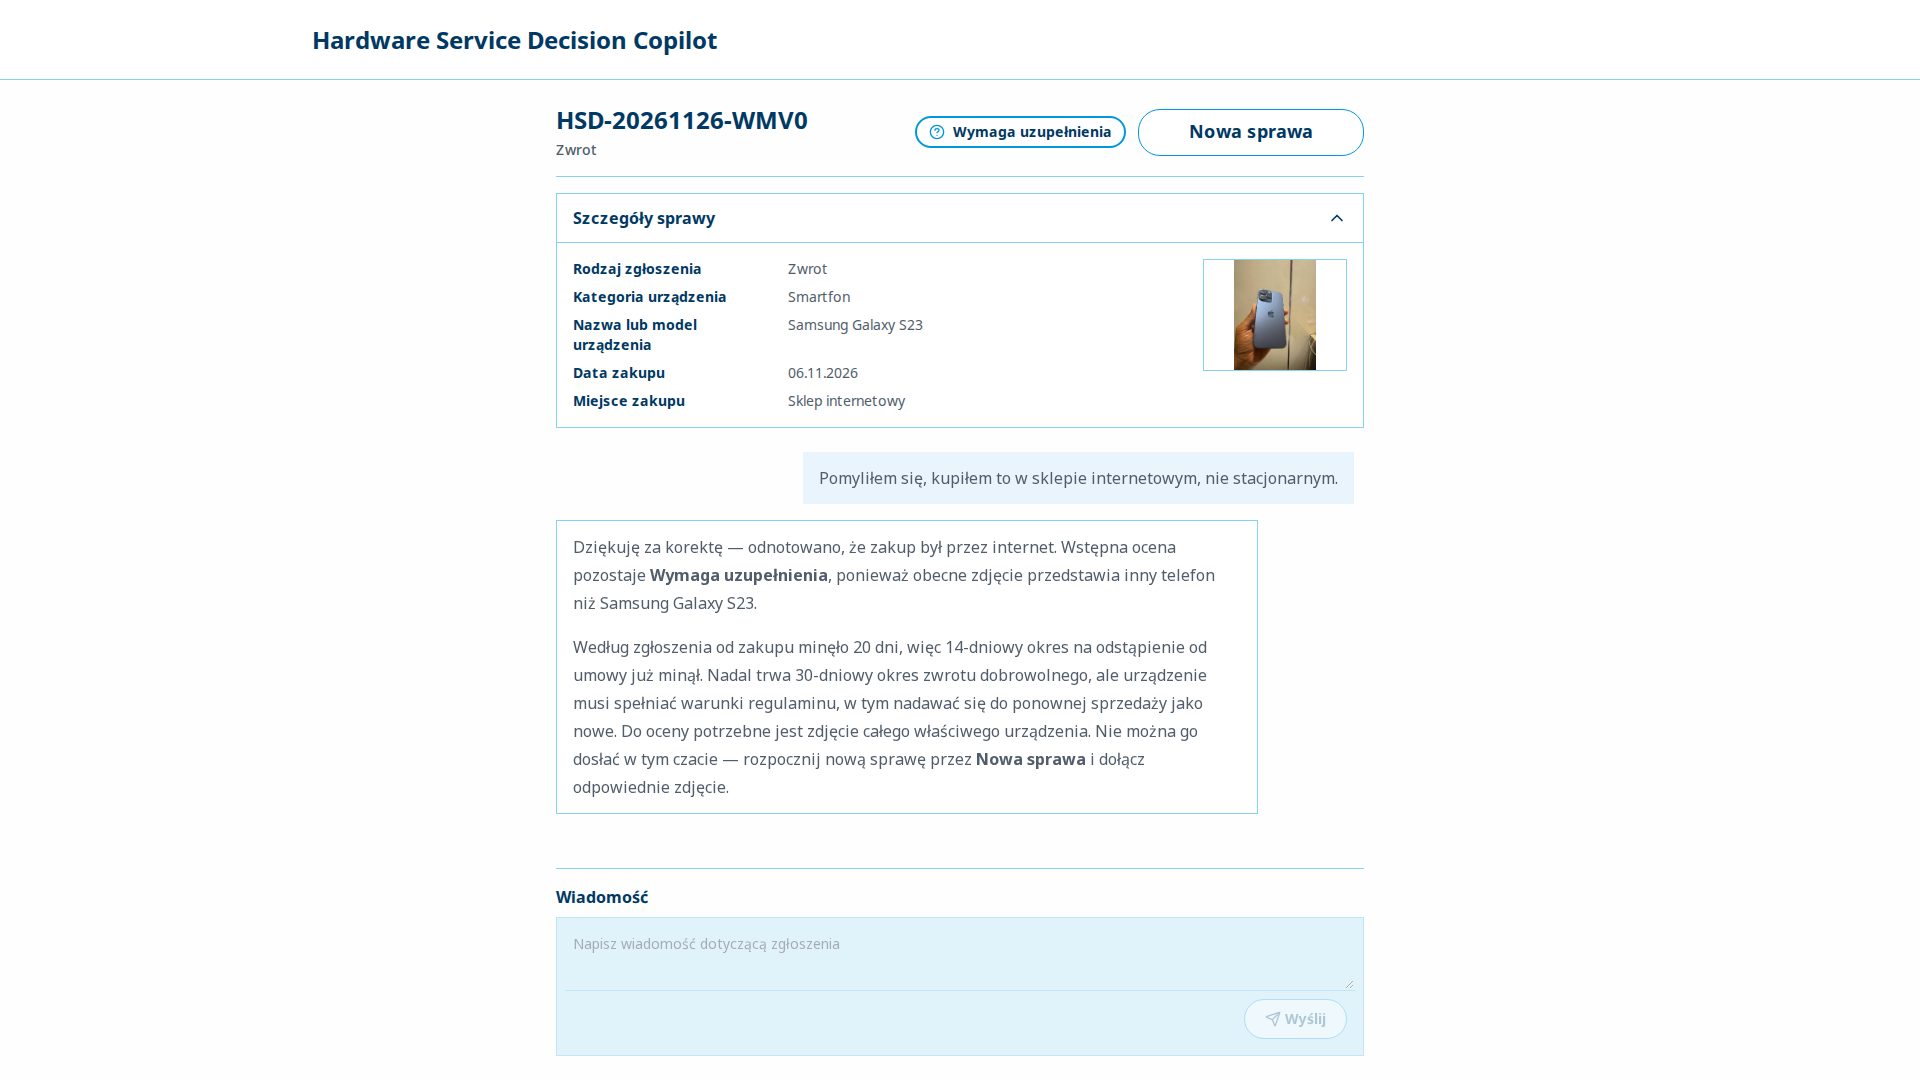 Hardware Service Decision Copilot
HSD-20261126-WMV0
Zwrot
Wymaga uzupełnienia
Nowa sprawa
Szczegóły sprawy
Rodzaj zgłoszenia
Zwrot
Kategoria urządzenia
Smartfon
Nazwa lub model
urządzenia
Samsung Galaxy S23
Data zakupu
06.11.2026
Miejsce zakupu
Sklep internetowy
Pomyliłem się, kupiłem to w sklepie internetowym, nie stacjonarnym.
Dziękuję za korektę — odnotowano, że zakup był przez internet. Wstępna ocena
pozostaje Wymaga uzupełnienia, ponieważ obecne zdjęcie przedstawia inny telefon
niż Samsung Galaxy S23.
Według zgłoszenia od zakupu minęło 20 dni, więc 14-dniowy okres na odstąpienie od
umowy już minął. Nadal trwa 30-dniowy okres zwrotu dobrowolnego, ale urządzenie
musi spełniać warunki regulaminu, w tym nadawać się do ponownej sprzedaży jako
nowe. Do oceny potrzebne jest zdjęcie całego właściwego urządzenia. Nie można go
dosłać w tym czacie — rozpocznij nową sprawę przez Nowa sprawa i dołącz
odpowiednie zdjęcie.
Wiadomość
Napisz wiadomość dotyczącą zgłoszenia
Wyślij